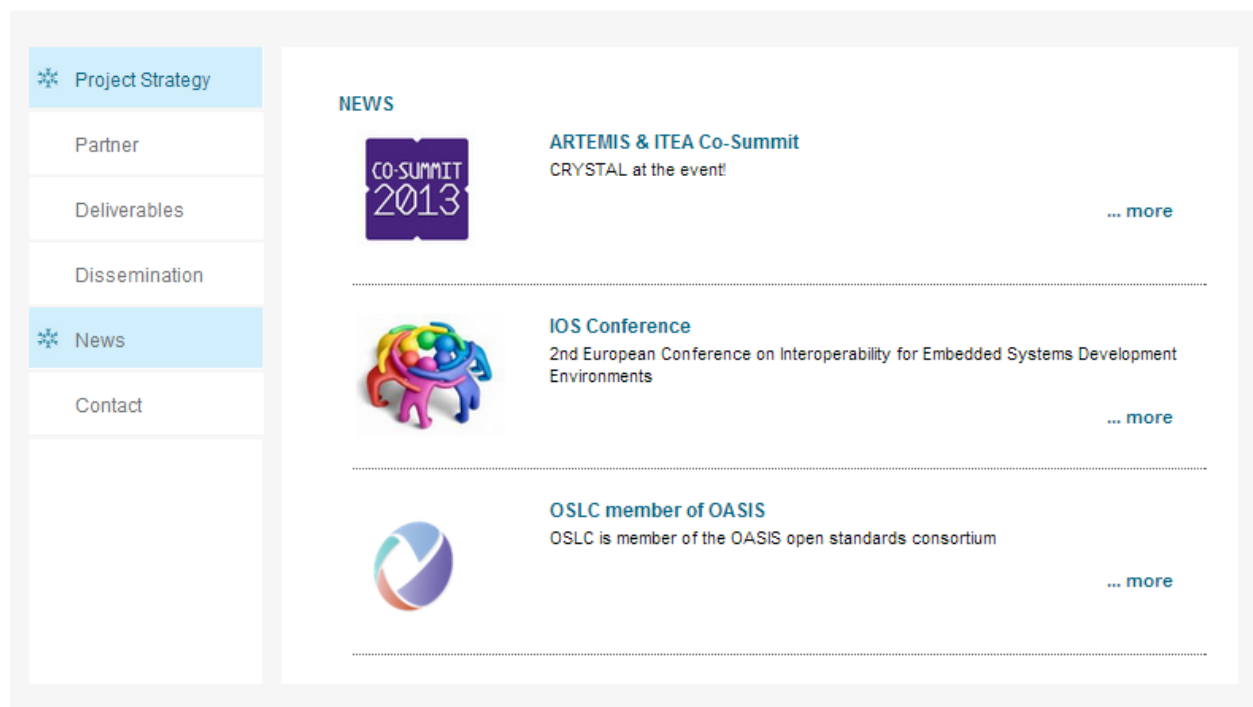 Project Strategy
Partner
Deliverables
Dissemination
News
Contact
NEWS
CO-SUMMIT
2013
ARTEMIS & ITEA Co-Summit
CRYSTAL at the event!
... more
IOS Conference
2nd European Conference on Interoperability for Embedded Systems Development
Environments
... more
OSLC member of OASIS
OSLC is member of the OASIS open standards consortium
... more